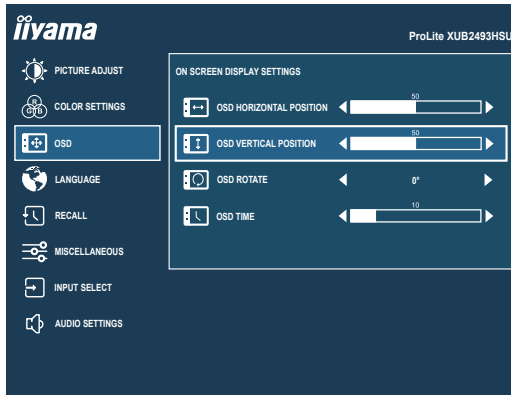 iiyama
ProLite XUB2493HSU
PICTURE ADJUST
COLOR SETTINGS
R
G B
OSD
LANGUAGE
RECALL
MISCELLANEOUS
INPUT SELECT
AUDIO SETTINGS
ON SCREEN DISPLAY SETTINGS
OSD HORIZONTAL POSITION
50
OSD VERTICAL POSITION
50
OSD ROTATE
0°
OSD TIME
10